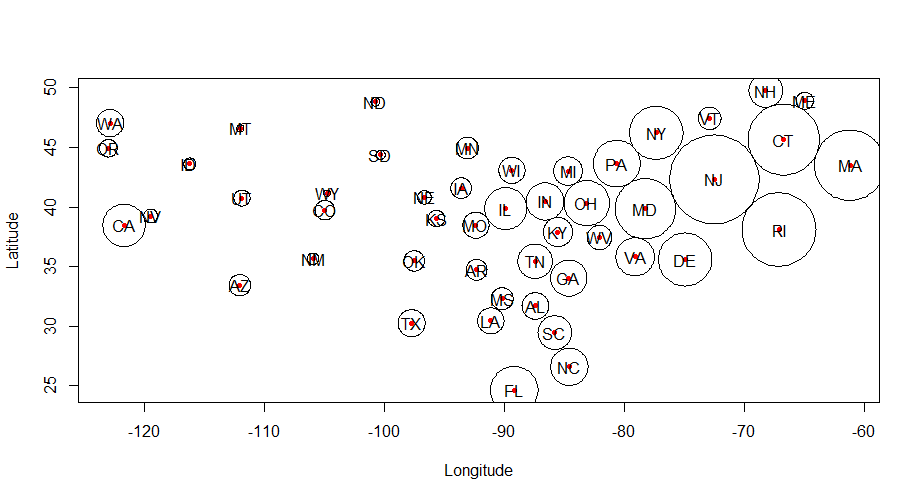 50
NH
ND
ME
WA
VT
45
MT
NY
CT
OR
MN
SD
PA
MA
ID
WI
MI
NJ
IA
UT
WY
NE
40
CO
IL
IN
OH
MD
NV
KS
CA
MO
KY
WV
RI
NM
OK
TN
VA
DE
35
AR
GA
AZ
MS
AL
30
TX
LA
SC
NC
25
FL
Latitude
-120 -110 -100 -90 -80 -70 -60
Longitude